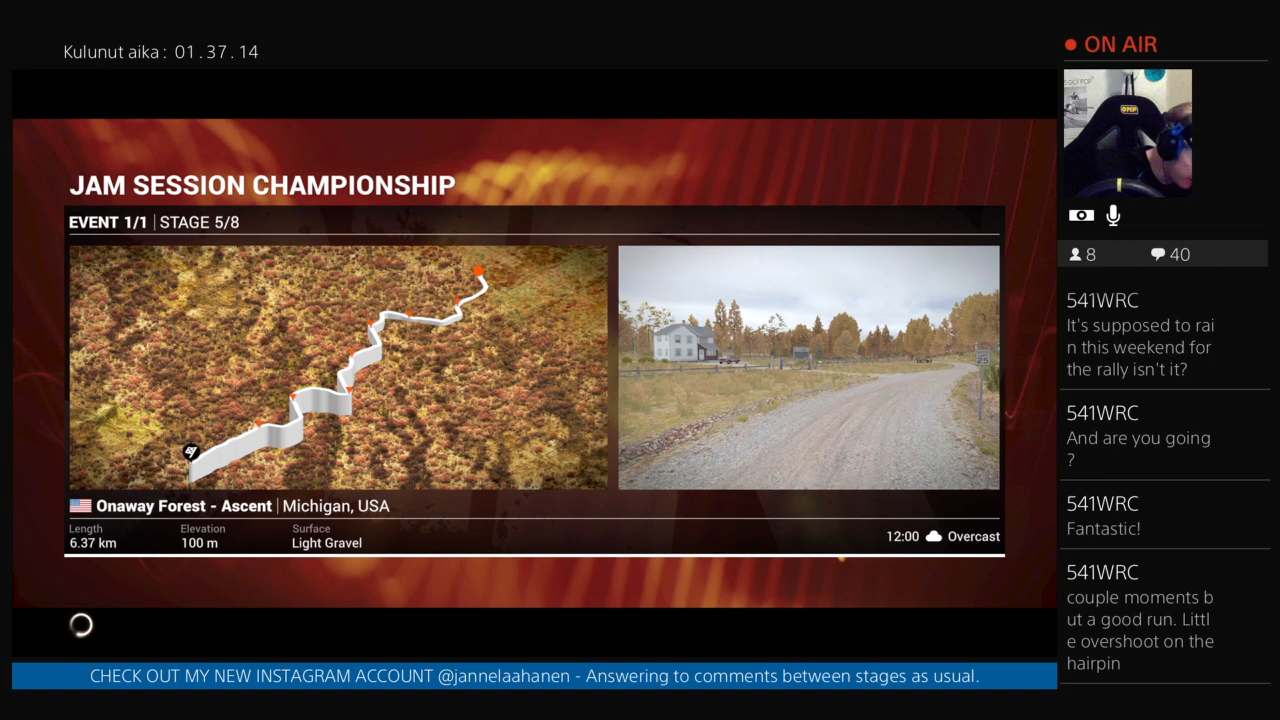 Kulunut aika : 01.37.14
ON AIR
OMP
8 40
JAM SESSION CHAMPIONSHIP
EVENT 1/1 | STAGE 5/8
25
Onaway Forest - Ascent | Michigan, USA
Length Elevation Surface
6.37 km 100 m Light Gravel 12:00 Overcast
541WRC
It's supposed to rai
n this weekend for
the rally isn't it?
541WRC
And are you going
?
541WRC
Fantastic!
541WRC
couple moments b
ut a good run. Littl
e overshoot on the
hairpin
CHECK OUT MY NEW INSTAGRAM ACCOUNT @jannelaahanen - Answering to comments between stages as usual.